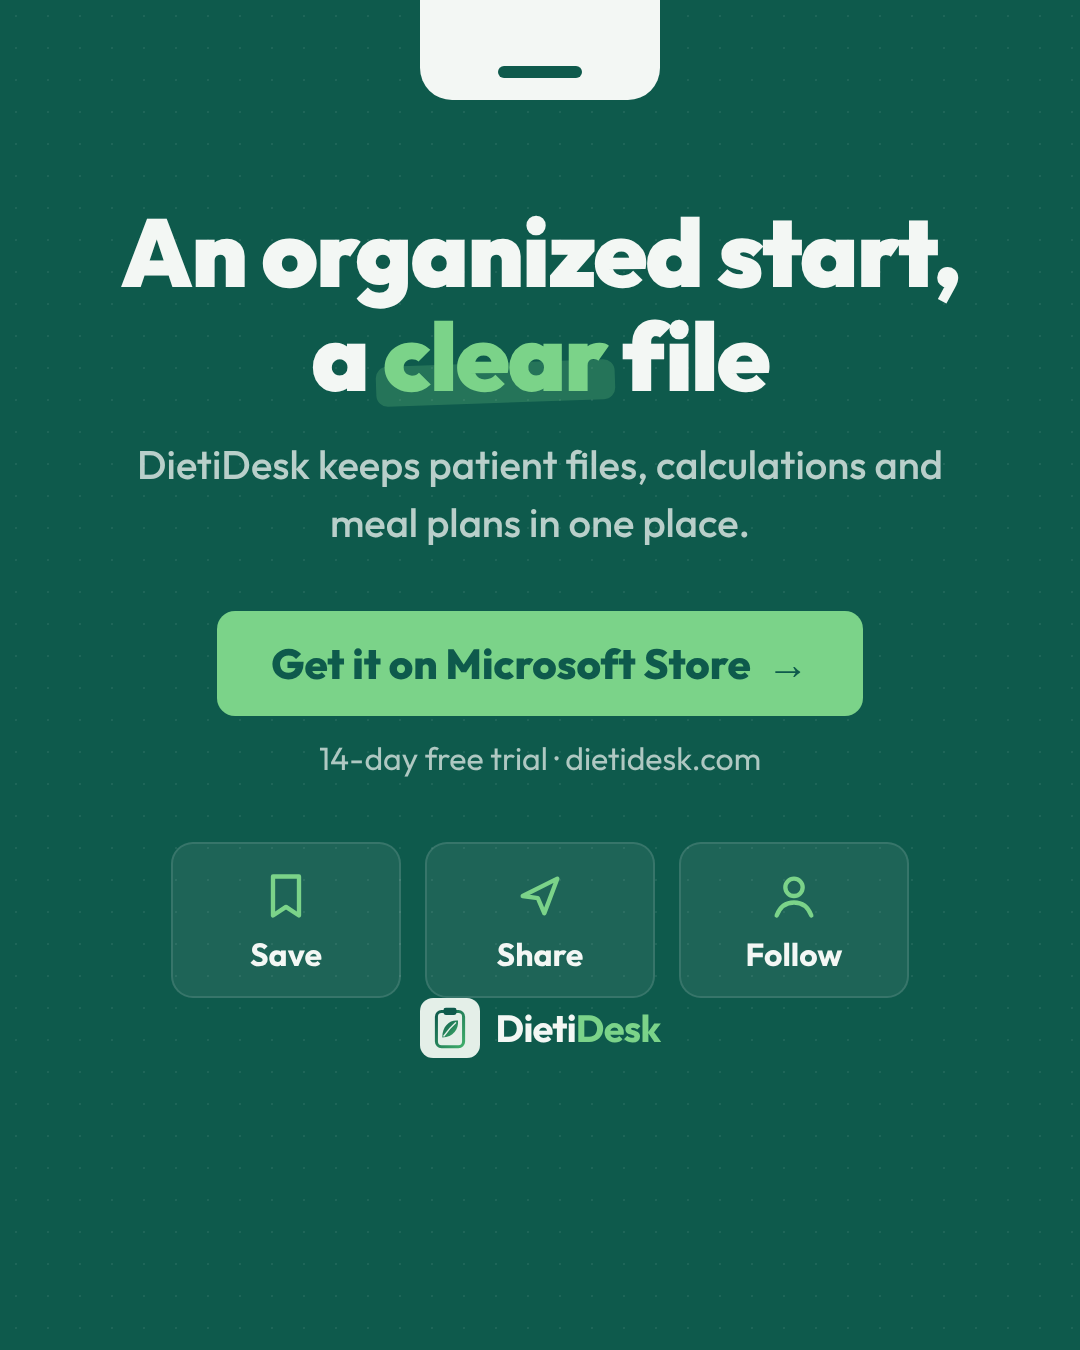 An organized start,
a clear file
DietiDesk keeps patient files, calculations and
meal plans in one place.
Get it on Microsoft Store →
14-day free trial · dietidesk.com
Save
Share
Follow
DietiDesk